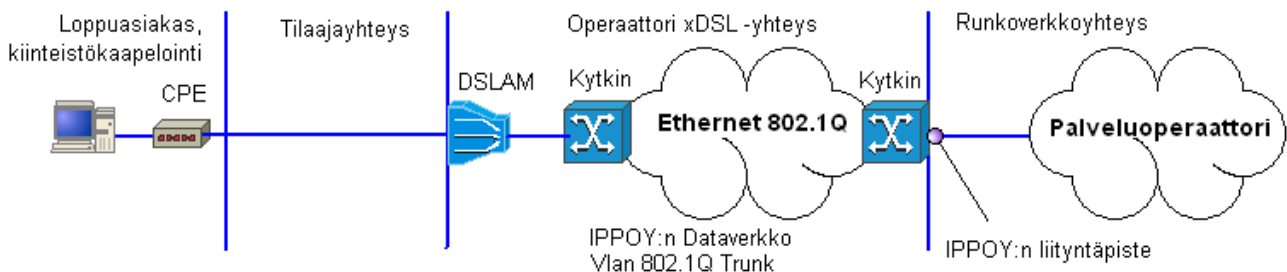 Loppuasiakas,
kiinteistökaapelointi
Tilaajayhteys
Operaattori xDSL -yhteys
Runkoverkkoyhteys
CPE
DSLAM
Kytkin
Kytkin
Ethernet 802.1Q
Palveluoperaattori
IPPOY:n Dataverkko
Vlan 802.1Q Trunk
IPPOY:n liityntäpiste